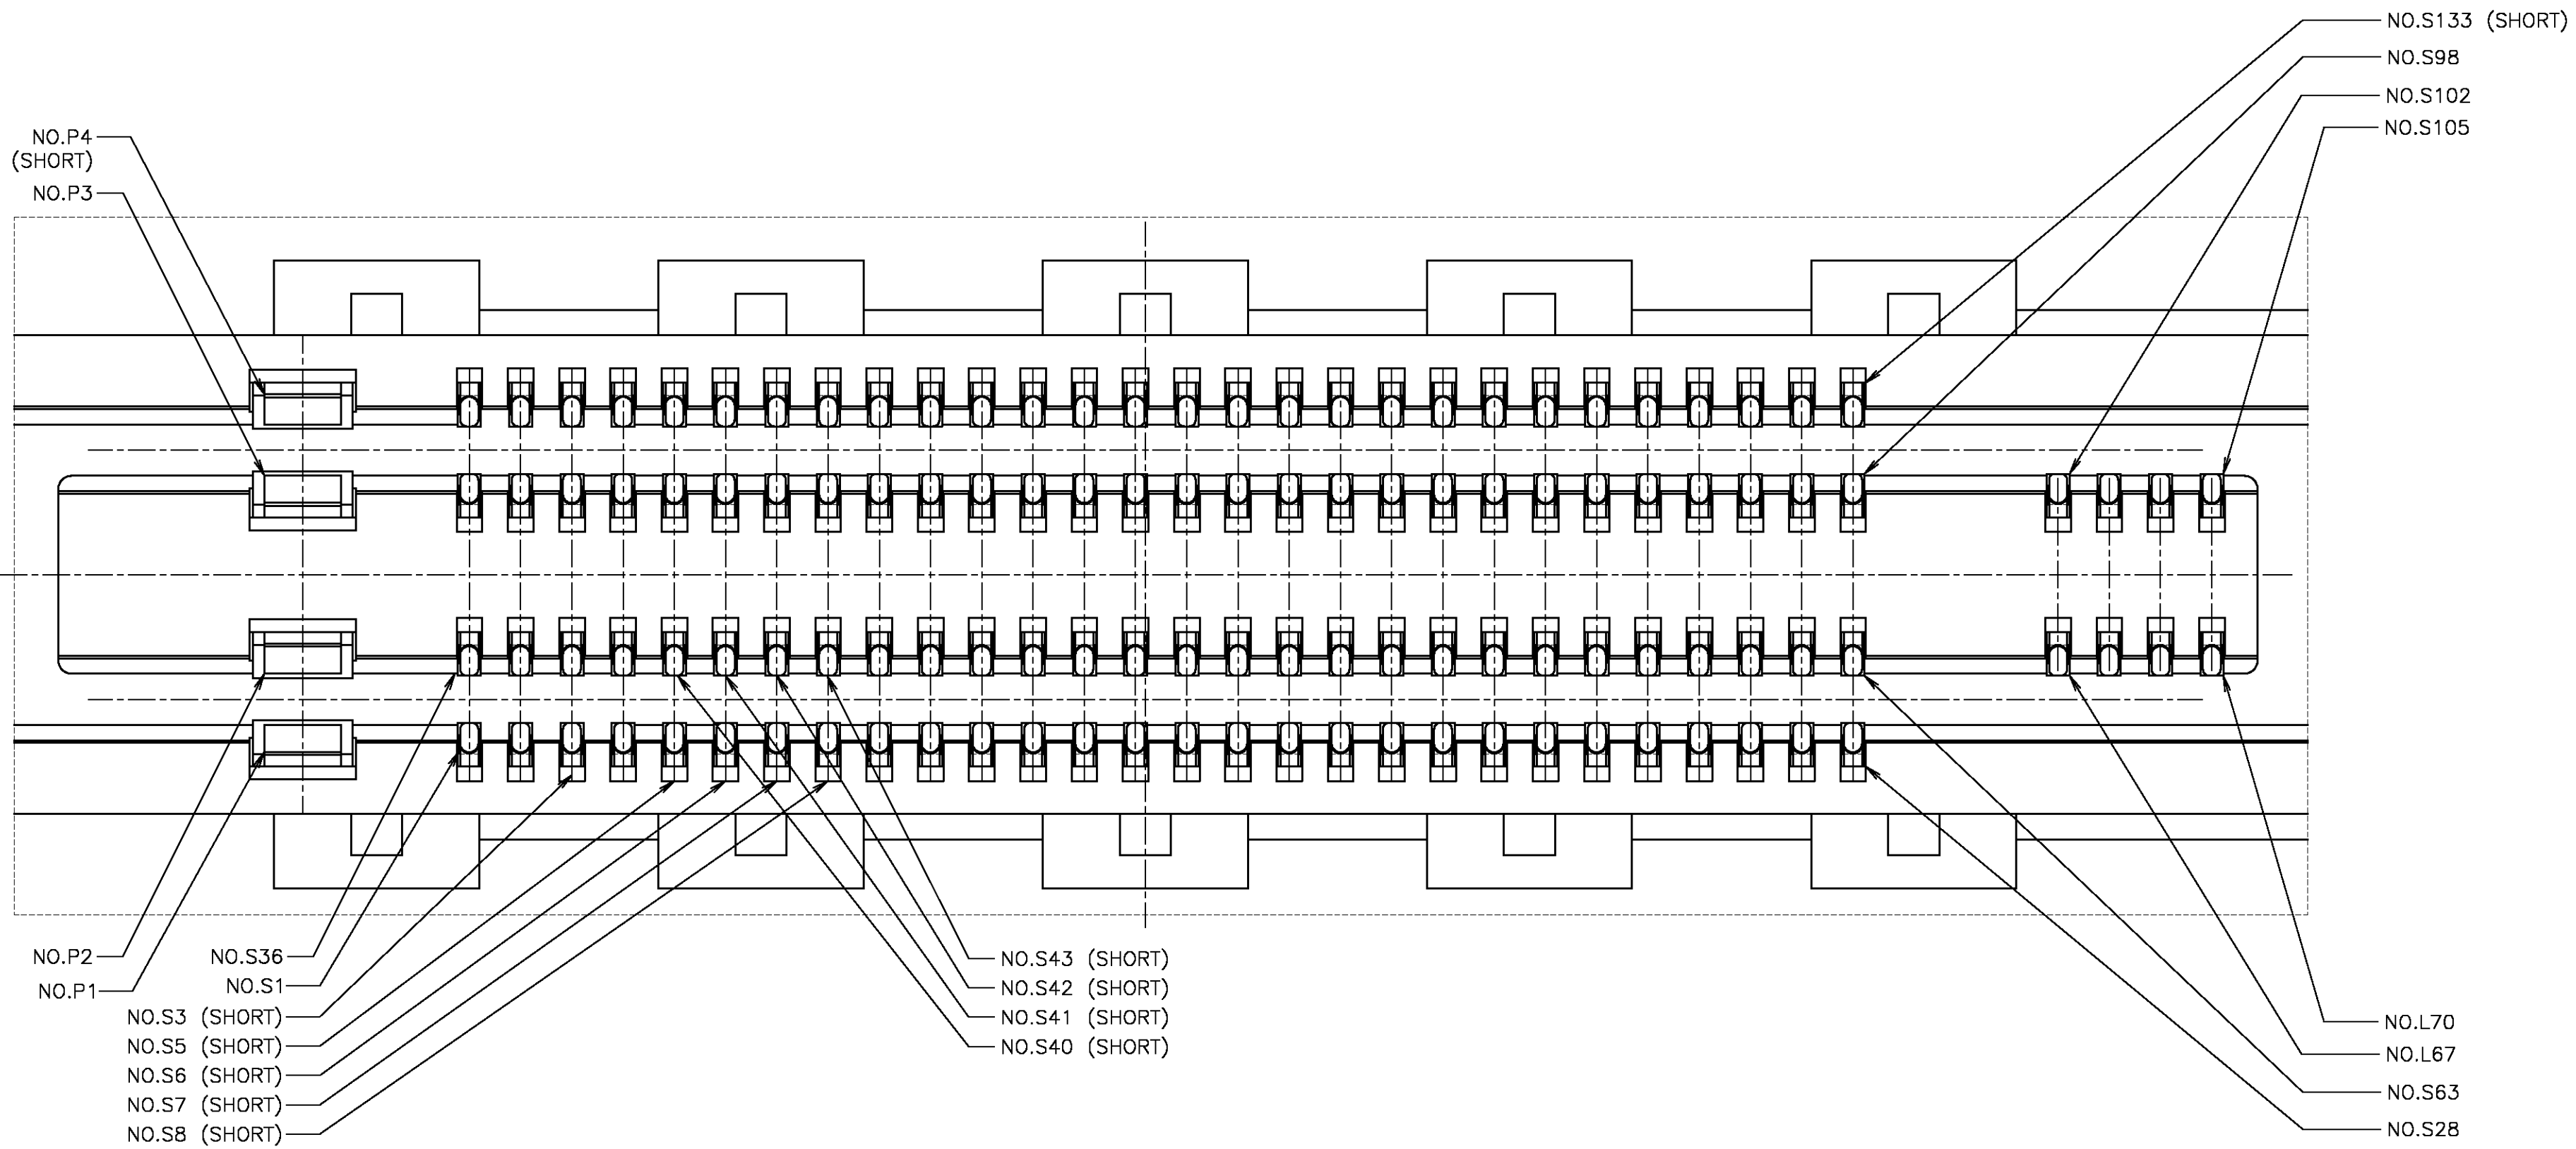 NO.S133 (SHORT)
NO.S98
NO.S102
NO.S105
NO.P4
(SHORT)
NO.P3
NO.P2
NO.P1
NO.S36
NO.S1
NO.S3 (SHORT)
NO.S5 (SHORT)
NO.S6 (SHORT)
NO.S7 (SHORT)
NO.S8 (SHORT)
NO.S43 (SHORT)
NO.S42 (SHORT)
NO.S41 (SHORT)
NO.S40 (SHORT)
NO.L70
NO.L67
NO.S63
NO.S28